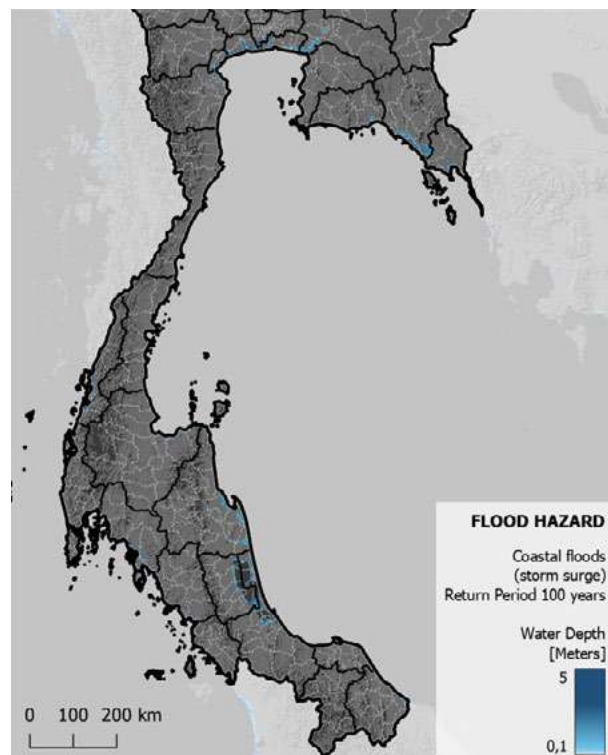 FLOOD HAZARD
Coastal floods
(storm surge)
Return Period 100 years
Water Depth
[Meters]
5
0,1
0 100 200 km